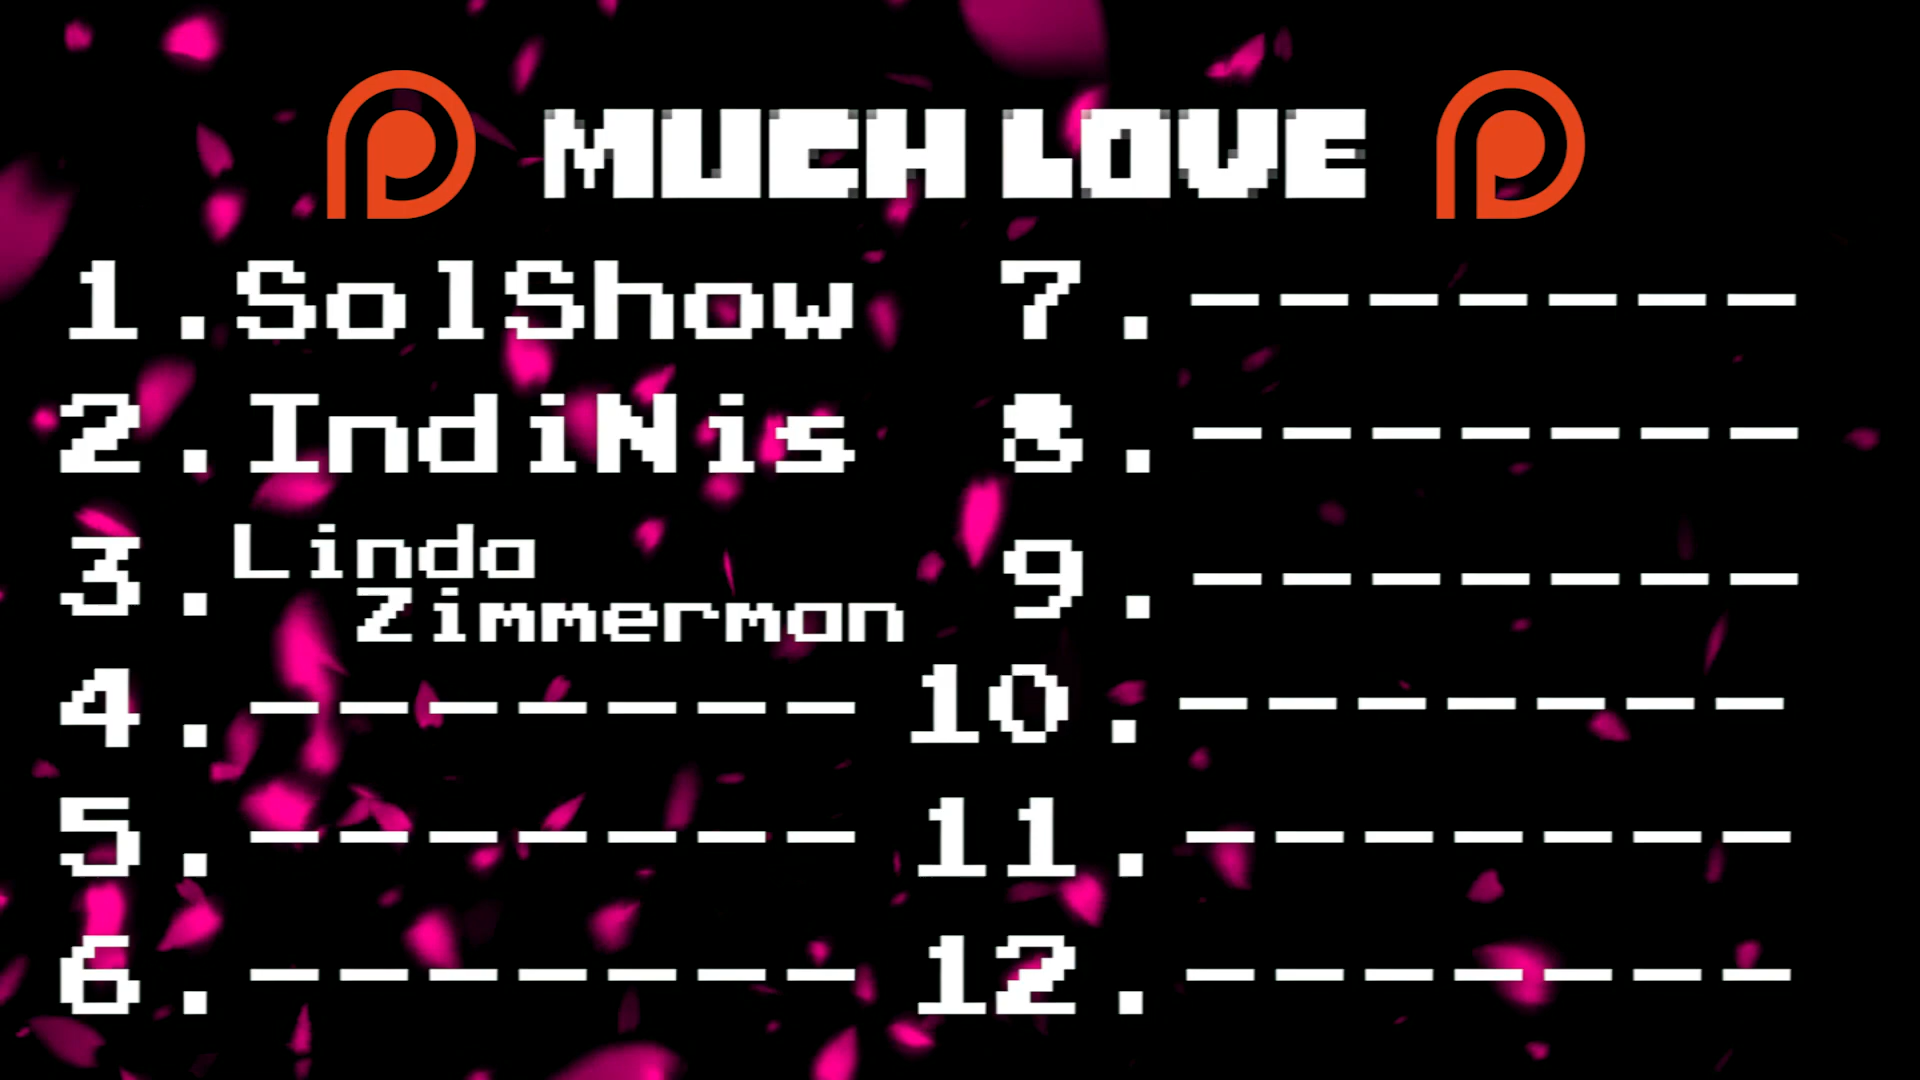 MUCH LOVE
1.SolShow
2.IndiNis
3.Linda
Zimmerman
4.-------
5.-------
6.-------
7.-------
8.-------
9.-------
10.-------
11.-------
12.-------